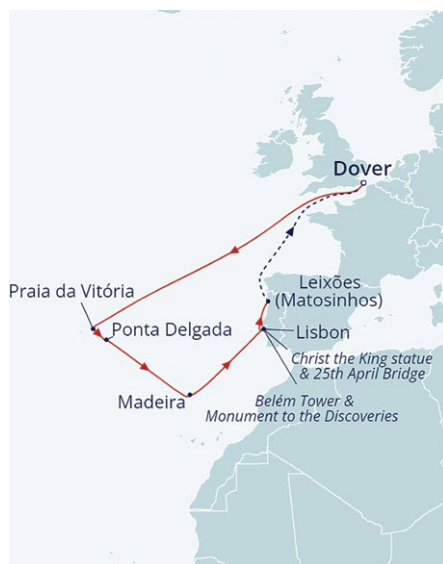 Dover
Praia da Vitória
Ponta Delgada
Leixões
(Matosinhos)
Lisbon
Christ the King statue
& 25th April Bridge
Madeira
Belém Tower &
Monument to the Discoveries